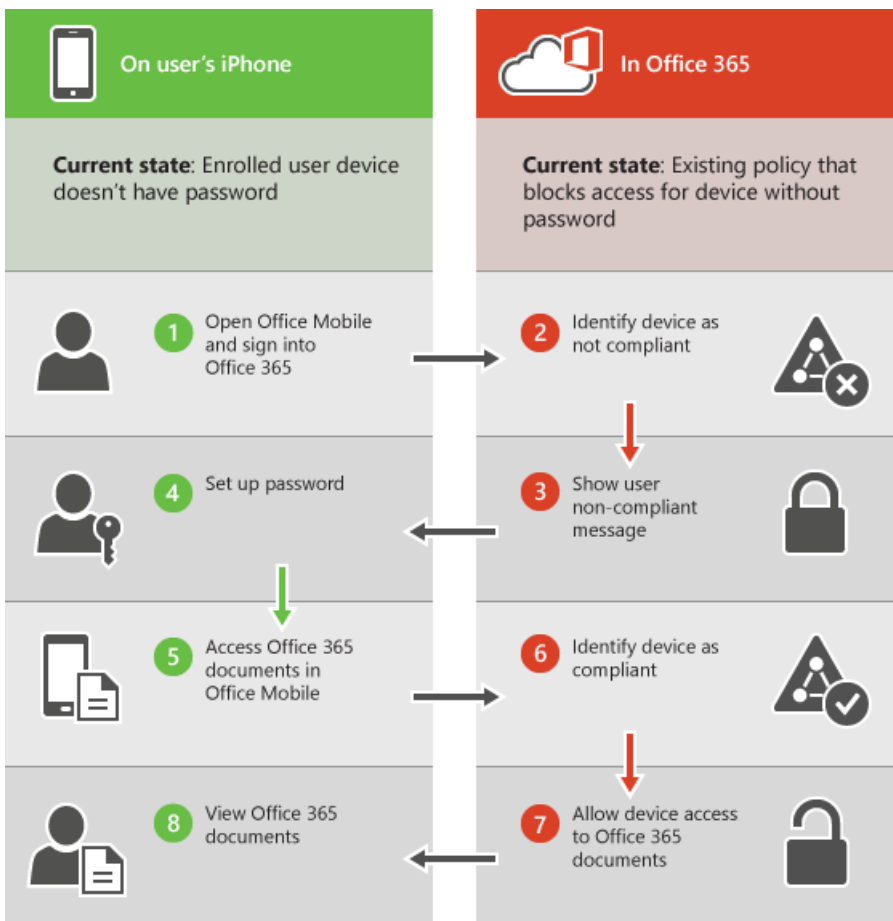 On user's iPhone
In Office 365
Current state: Enrolled user device
doesn't have password
Current state: Existing policy that
blocks access for device without
password
1
Open Office Mobile
and sign into
Office 365
2
Identify device as
not compliant
4
Set up password
3
Show user
non-compliant
message
5
Access Office 365
documents in
Office Mobile
6
Identify device as
compliant
8
View Office 365
documents
7
Allow device access
to Office 365
documents